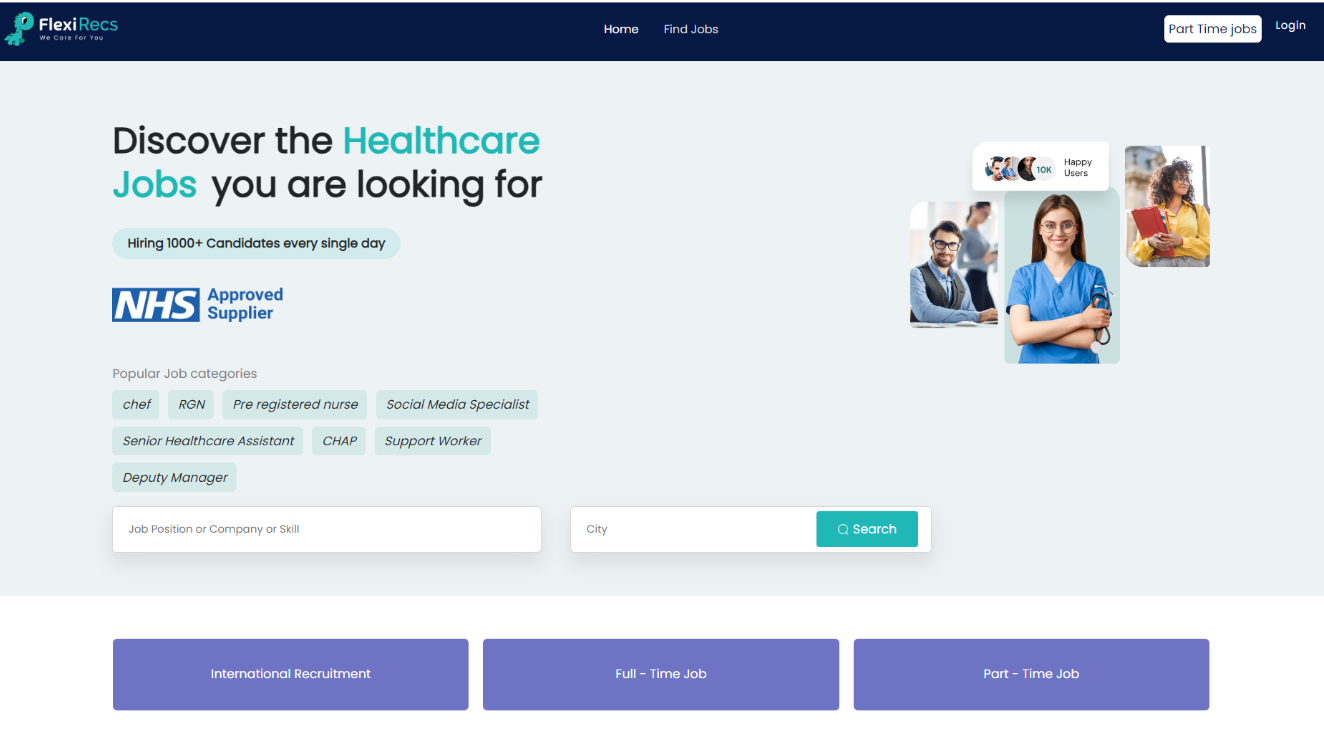 FlexiRecs
We Care For You
Home
Find Jobs
Part Time jobs
Login
Discover the Healthcare
Jobs you are looking for
Hiring 1000+ Candidates every single day
NHS Approved
Supplier
10K
Happy
Users
Popular Job categories
chef
RGN
Pre registered nurse
Social Media Specialist
Senior Healthcare Assistant
CHAP
Support Worker
Deputy Manager
Job Position or Company or Skill
City
Search
International Recruitment
Full - Time Job
Part - Time Job